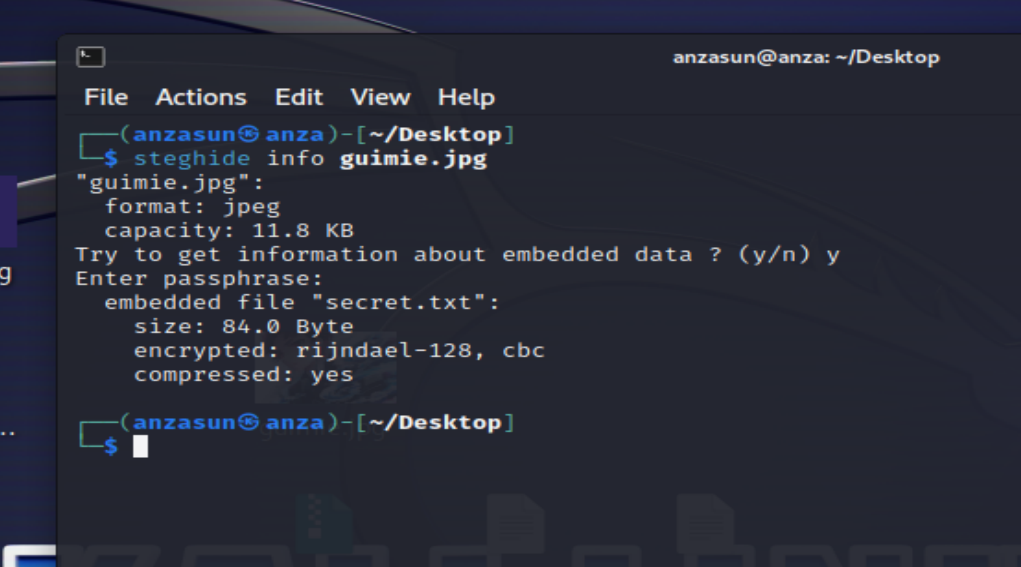 anzasun@anza: ~/Desktop
File Actions Edit View Help
┌──(anzasun㉿anza)-[~/Desktop]
└─$ steghide info guimie.jpg
"guimie.jpg":
  format: jpeg
  capacity: 11.8 KB
Try to get information about embedded data ? (y/n) y
Enter passphrase:
  embedded file "secret.txt":
    size: 84.0 Byte
    encrypted: rijndael-128, cbc
    compressed: yes
┌──(anzasun㉿anza)-[~/Desktop]
└─$
g
..